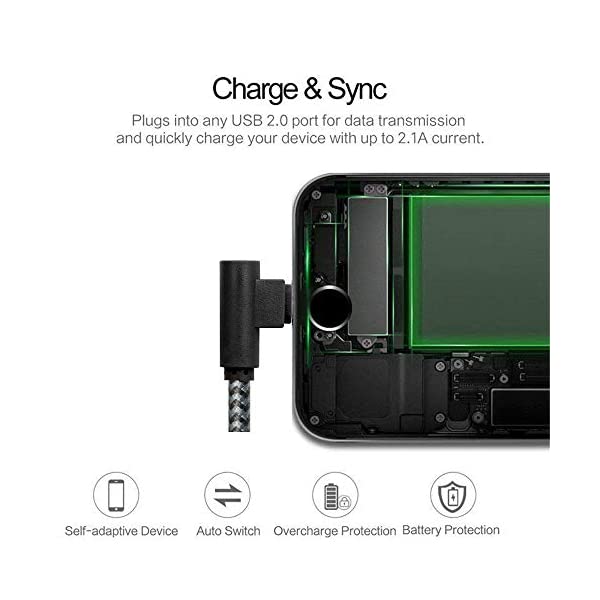 Charge & Sync
Plugs into any USB 2.0 port for data transmission
and quickly charge your device with up to 2.1A current.
Self-adaptive Device
Auto Switch
Overcharge Protection
Battery Protection